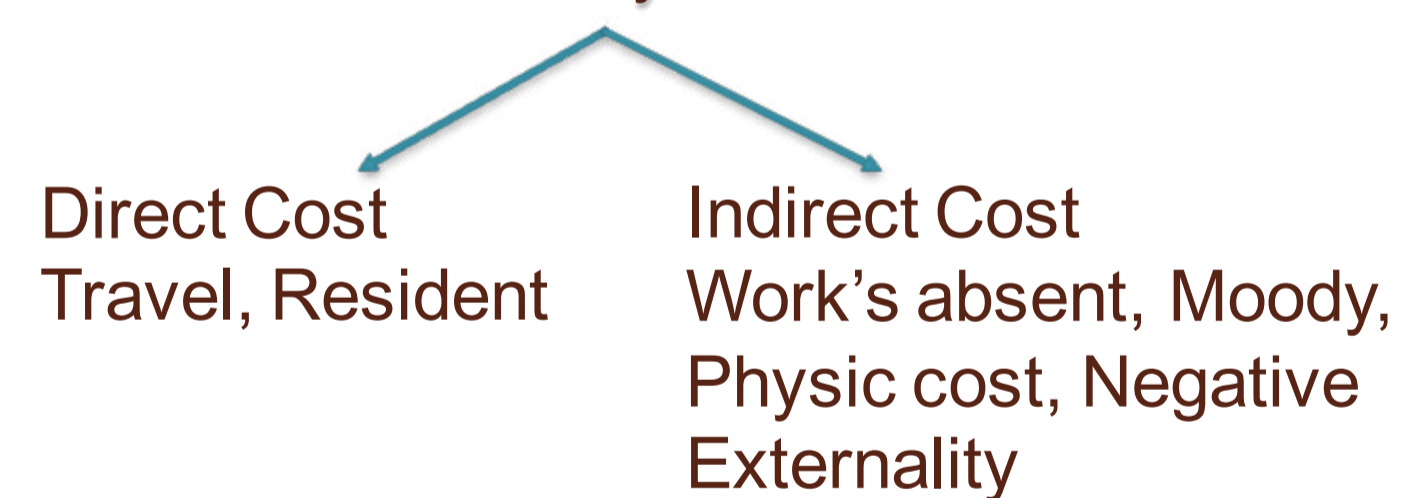 Direct Cost
Travel, Resident
Indirect Cost
Work’s absent, Moody,
Physic cost, Negative
Externality